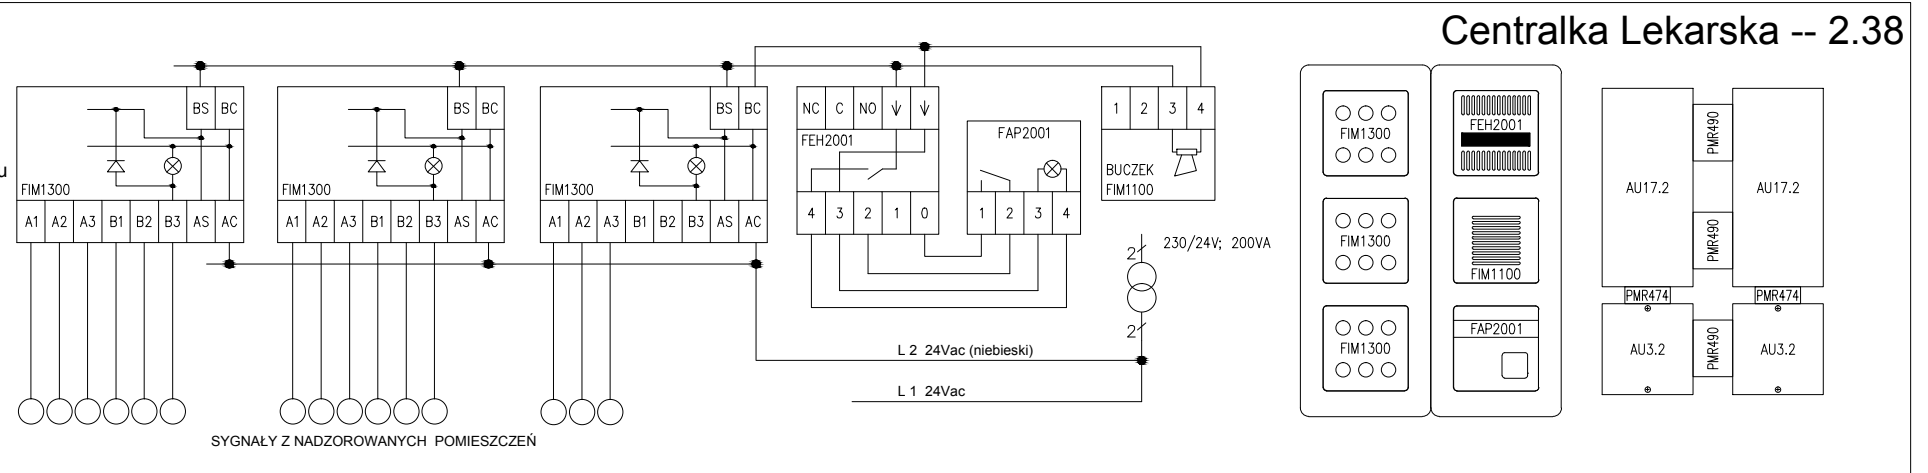 Centralka Lekarska -- 2.38
u
BS BC
FIM1300
A1 A2 A3 B1 B2 B3 AS AC
BS BC
FIM1300
A1 A2 A3 B1 B2 B3 AS AC
BS BC
FIM1300
A1 A2 A3 B1 B2 B3 AS AC
NC C NO
FEH2001
4 3 2 1 0
FAP2001
1 2 3 4
1 2 3 4
BUCZEK
FIM1100
2 230/24V; 200VA
2
L 2 24Vac (niebieski)
L 1 24Vac
SYGNAŁY Z NADZOROWANYCH POMIESZCZEŃ
FIM1300
FIM1300
FIM1300
FEH2001
FIM1100
FAP2001
AU17.2
PMR490
AU17.2
PMR490
PMR474
PMR474
AU3.2
PMR490
AU3.2